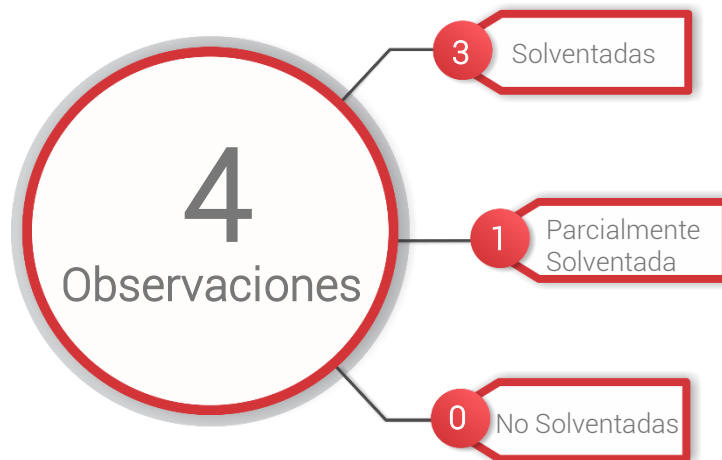 4
Observaciones
3
Solventadas
1
Parcialmente
Solventada
0
No Solventadas